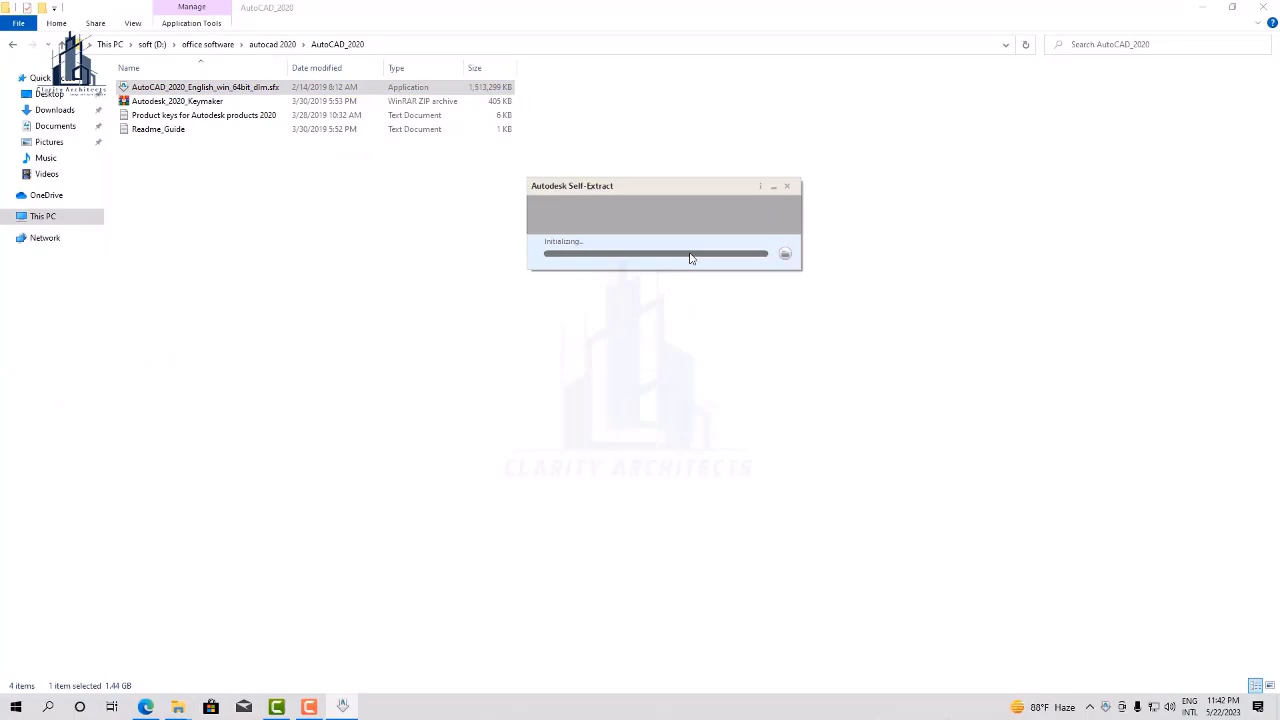 Manage
AutoCAD_2020
File Home Share View Application Tools
This PC soft (D:) office software autocad 2020 AutoCAD_2020
Search AutoCAD_2020
Name Date modified Type Size
AutoCAD_2020_English_win_64bit_dlm.sfx 2/14/2019 8:12 AM Application 1,513,299 KB
Autodesk_2020_Keymaker 3/30/2019 5:53 PM WinRAR ZIP archive 405 KB
Product keys for Autodesk products 2020 3/28/2019 10:32 AM Text Document 6 KB
Readme_Guide 3/30/2019 5:52 PM Text Document 1 KB
Quick
Clarity Architects
Desktop
Downloads
Documents
Pictures
Music
Videos
OneDrive
This PC
Network
Autodesk Self-Extract
Initializing...
CLARITY ARCHITECTS
4 items 1 item selected 1.44 GB
88°F Haze
ENG
INTL
11:42 PM
5/22/2023